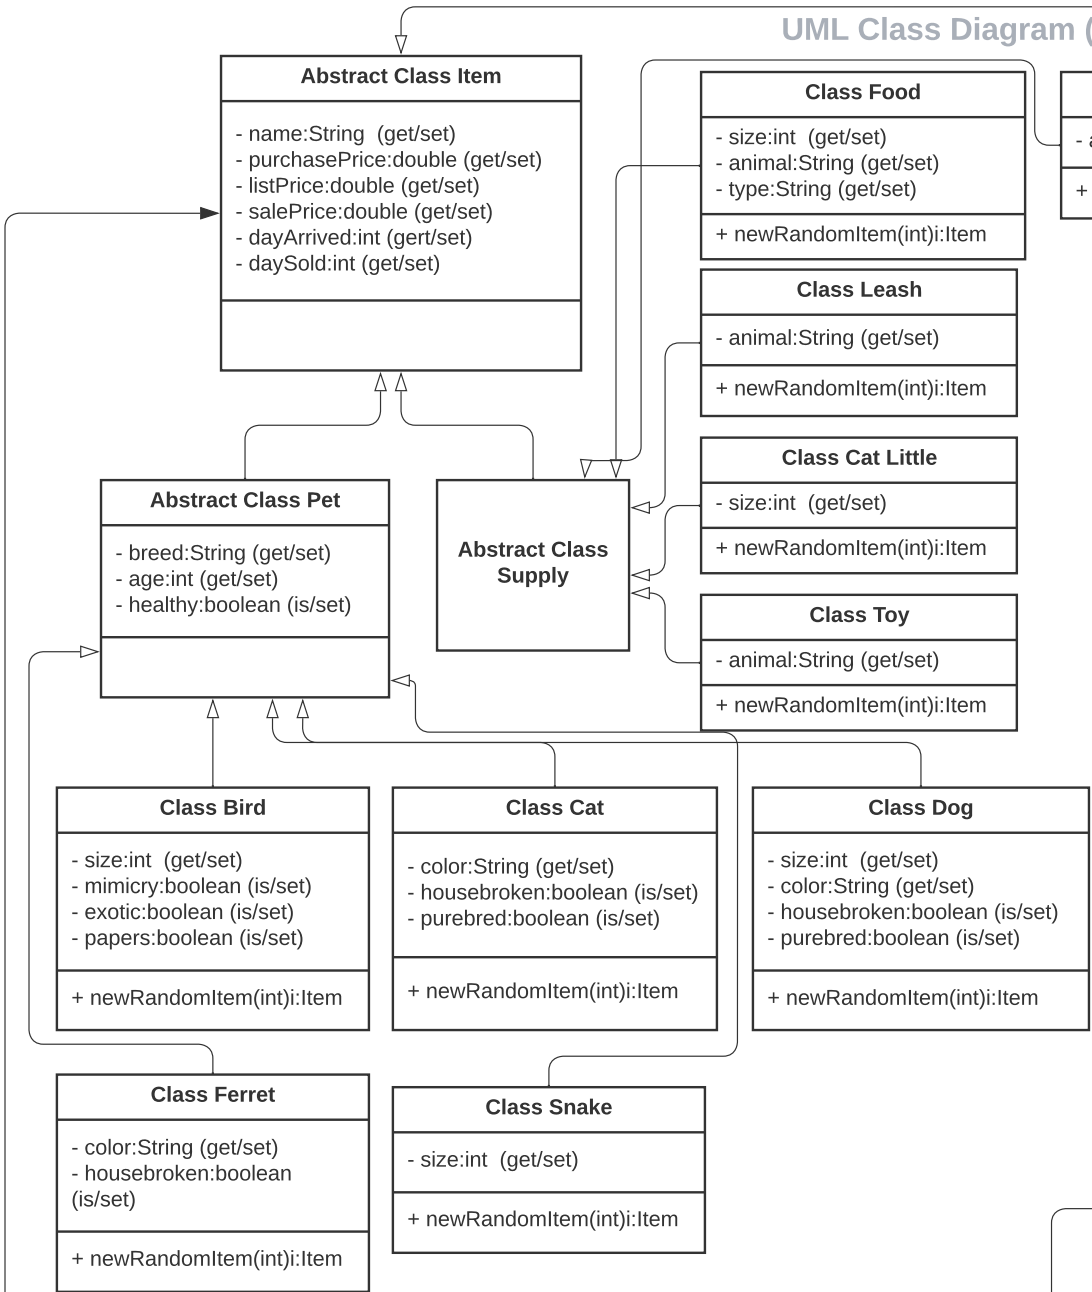 UML Class Diagram (
Abstract Class Item
- name:String  (get/set)
- purchasePrice:double (get/set)
- listPrice:double (get/set)
- salePrice:double (get/set)
- dayArrived:int (gert/set)
- daySold:int (get/set)
Class Food
- size:int  (get/set)
- animal:String (get/set)
- type:String (get/set)
+ newRandomItem(int)i:Item
- a
+
Class Leash
- animal:String (get/set)
+ newRandomItem(int)i:Item
Class Cat Little
- size:int  (get/set)
+ newRandomItem(int)i:Item
Class Toy
- animal:String (get/set)
+ newRandomItem(int)i:Item
Abstract Class Pet
- breed:String (get/set)
- age:int (get/set)
- healthy:boolean (is/set)
Abstract Class
Supply
Class Bird
- size:int  (get/set)
- mimicry:boolean (is/set)
- exotic:boolean (is/set)
- papers:boolean (is/set)
+ newRandomItem(int)i:Item
Class Cat
- color:String (get/set)
- housebroken:boolean (is/set)
- purebred:boolean (is/set)
+ newRandomItem(int)i:Item
Class Dog
- size:int  (get/set)
- color:String (get/set)
- housebroken:boolean (is/set)
- purebred:boolean (is/set)
+ newRandomItem(int)i:Item
Class Ferret
- color:String (get/set)
- housebroken:boolean
(is/set)
+ newRandomItem(int)i:Item
Class Snake
- size:int  (get/set)
+ newRandomItem(int)i:Item